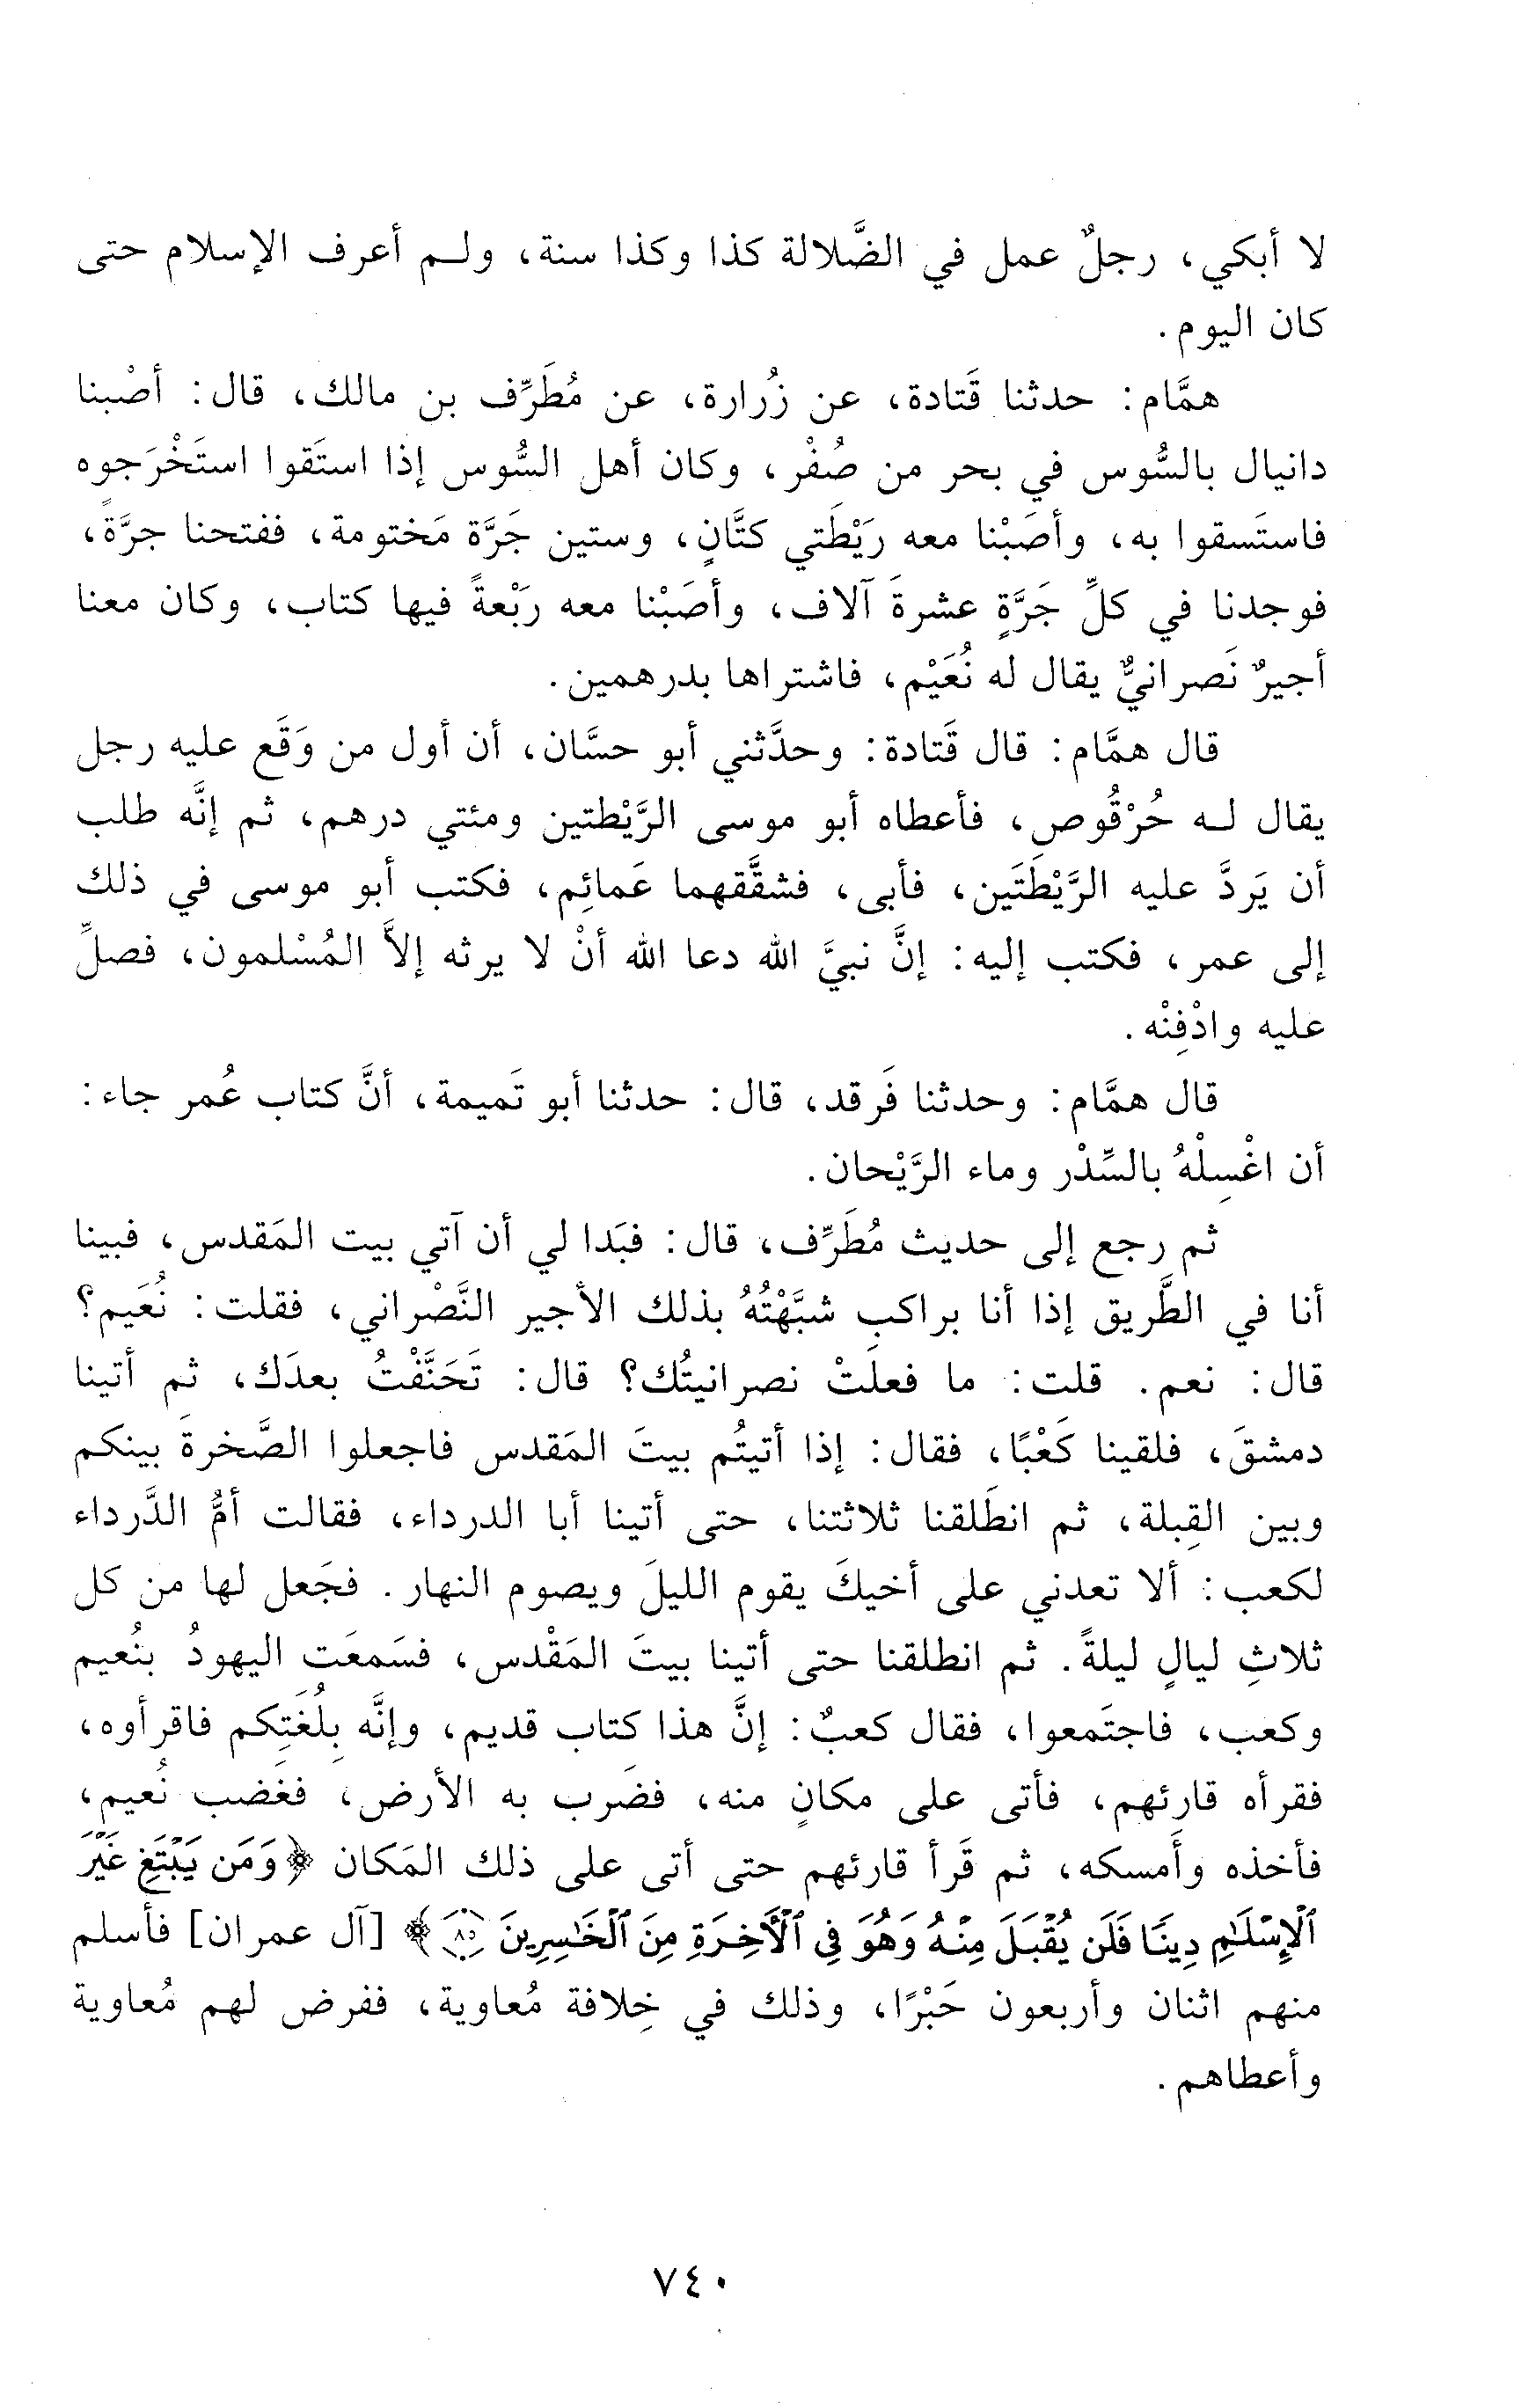 لا أبكي، رجلٌ عمل في الضَّلالة كذا وكذا سنة، ولـم أعرف الإسلام حتى
كان اليوم.
همَّام: حدثنا قَتادة، عن زُرارة، عن مُطَرِّف بن مالك، قال: أصْبنا
دانيال بالسُّوس في بحر من صُفْر، وكان أهل السُّوس إذا استَقوا استَخْرَجوه
فاستَسقوا به، وأصَبْنا معه رَيْطَتي كتَّانٍ، وستين جَرَّة مَختومة، ففتحنا جرَّةً،
فوجدنا في كلِّ جَرَّةٍ عشرةَ آلاف، وأصَبْنا معه رَبْعةً فيها كتاب، وكان معنا
أجيرٌ نَصرانيٌّ يقال له نُعَيْم، فاشتراها بدرهمين.
قال همَّام: قال قَتادة: وحدَّثني أبو حسَّان، أن أول من وَقَع عليه رجل
يقال لـه حُرْقُوص، فأعطاه أبو موسى الرَّيْطتين ومئتي درهم، ثم إنَّه طلب
أن يَردَّ عليه الرَّيْطَتَين، فأبى، فشقَّقهما عَمائِم، فكتب أبو موسى في ذلك
إلى عمر، فكتب إليه: إنَّ نبيَّ الله دعا الله أنْ لا يرثه إلاَّ المُسْلمون، فصلِّ
عليه وادْفِنْه.
قال همَّام: وحدثنا فَرقد، قال: حدثنا أبو تَميمة، أنَّ كتاب عُمر جاء:
أن اغْسِلْهُ بالسِّدْر وماء الرَّيْحان.
ثم رجع إلى حديث مُطَرِّف، قال: فبَدا لي أن آتي بيت المَقدس، فبينا
أنا في الطَّريق إذا أنا براكبِ شبَّهْتُهُ بذلك الأجير النَّصْراني، فقلت: نُعَيم؟
قال: نعم. قلت: ما فعلَتْ نصرانيتُك؟ قال: تَحَنَّفْتُ بعدَك، ثم أتينا
دمشقَ، فلقينا كَعْبًا، فقال: إذا أتيتُم بيتَ المَقدس فاجعلوا الصَّخرةَ بينكم
وبين القِبلة، ثم انطَلقنا ثلاثتنا، حتى أتينا أبا الدرداء، فقالت أمُّ الدَّرداء
لكعب: ألا تعدني على أخيكَ يقوم الليلَ ويصوم النهار. فجَعل لها من كل
ثلاثِ ليالٍ ليلةً. ثم انطلقنا حتى أتينا بيتَ المَقْدس، فسَمعَت اليهودُ بنُعيم
وكعب، فاجتَمعوا، فقال كعبٌ: إنَّ هذا كتاب قديم، وإنَّه بِلُغَتِكم فاقرأوه،
فقرأه قارئهم، فأتى على مكانٍ منه، فضَرب به الأرض، فغَضب نُعيم،
فأخذه وأَمسكه، ثم قَرأ قارئهم حتى أتى على ذلك المَكان ﴿وَمَن يَبْتَغِ غَيْرَ
ٱلْإِسْلَٰمِ دِينًا فَلَن يُقْبَلَ مِنْهُ وَهُوَ فِي ٱلْأَخِرَةِ مِنَ ٱلْخَٰسِرِينَ ۝٨٥﴾ [آل عمران] فأسلم
منهم اثنان وأربعون حَبْرًا، وذلك في خِلافة مُعاوية، ففرض لهم مُعاوية
وأعطاهم.
٧٤٠